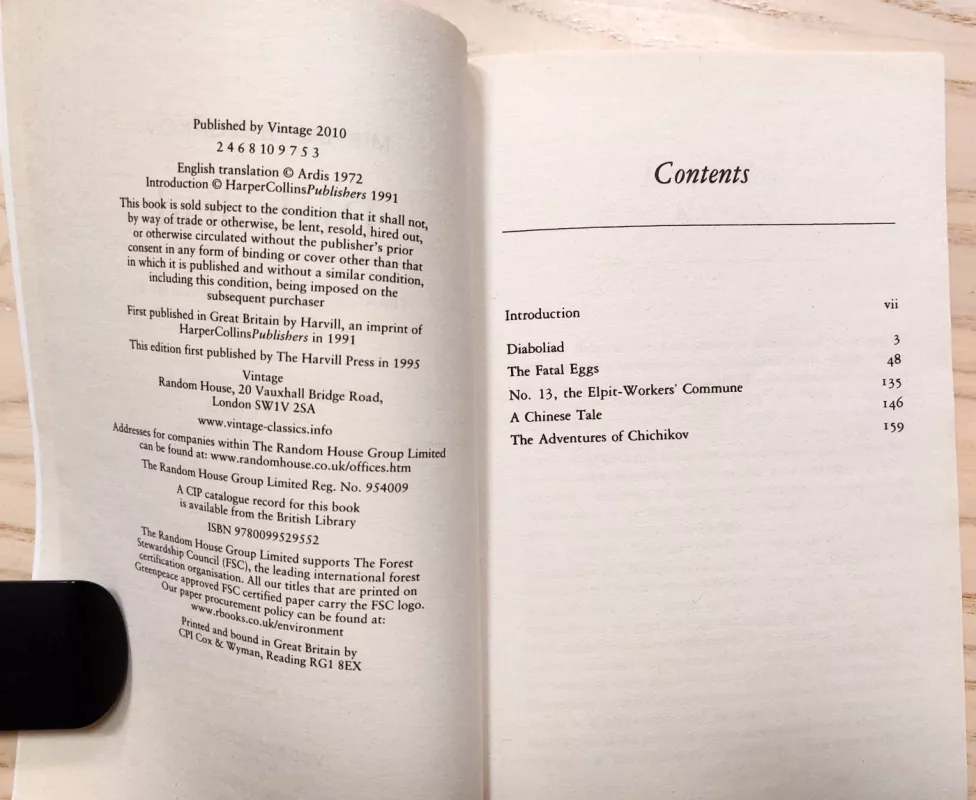 Published by Vintage 2010
2 4 6 8 10 9 7 5 3
English translation © Ardis 1972
Introduction © HarperCollinsPublishers 1991
This book is sold subject to the condition that it shall not,
by way of trade or otherwise, be lent, resold, hired out,
or otherwise circulated without the publisher's prior
consent in any form of binding or cover other than that
in which it is published and without a similar condition,
including this condition, being imposed on the
subsequent purchaser
First published in Great Britain by Harvill, an imprint of
HarperCollinsPublishers in 1991
This edition first published by The Harvill Press in 1995
Vintage
Random House, 20 Vauxhall Bridge Road,
London SW1V 2SA
www.vintage-classics.info
Addresses for companies within The Random House Group Limited
can be found at: www.randomhouse.co.uk/offices.htm
The Random House Group Limited Reg. No. 954009
A CIP catalogue record for this book
is available from the British Library
ISBN 9780099529552
The Random House Group Limited supports The Forest
Stewardship Council (FSC), the leading international forest
certification organisation. All our titles that are printed on
Greenpeace approved FSC certified paper carry the FSC logo.
Our paper procurement policy can be found at:
www.rbooks.co.uk/environment
Printed and bound in Great Britain by
CPI Cox & Wyman, Reading RG1 8EX
Contents
Introduction vii
Diaboliad 3
The Fatal Eggs 48
No. 13, the Elpit-Workers' Commune 135
A Chinese Tale 146
The Adventures of Chichikov 159